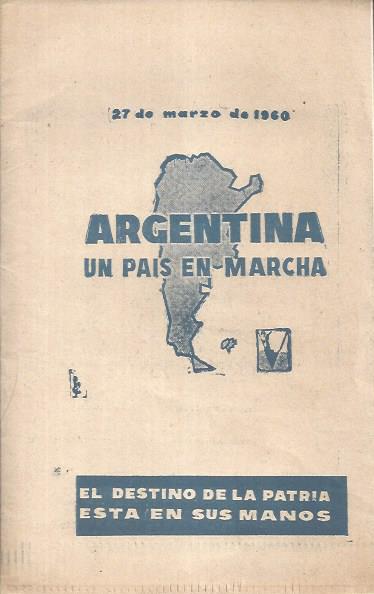 27 de marzo de 1960
ARGENTINA
UN PAIS EN MARCHA
EL DESTINO DE LA PATRIA
ESTA EN SUS MANOS